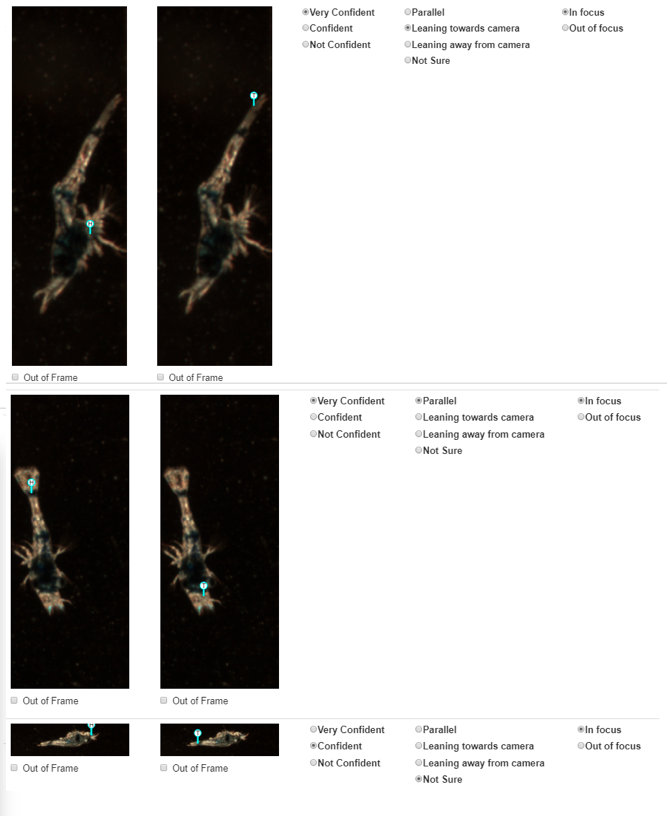 Very Confident Parallel In focus
Confident Leaning towards camera Out of focus
Not Confident Leaning away from camera
Not Sure
T
H
Out of Frame Out of Frame
Very Confident Parallel In focus
Confident Leaning towards camera Out of focus
Not Confident Leaning away from camera
Not Sure
H
T
Out of Frame Out of Frame
Very Confident Parallel In focus
H
T
Confident Leaning towards camera Out of focus
Not Confident Leaning away from camera
Out of Frame Out of Frame
Not Sure